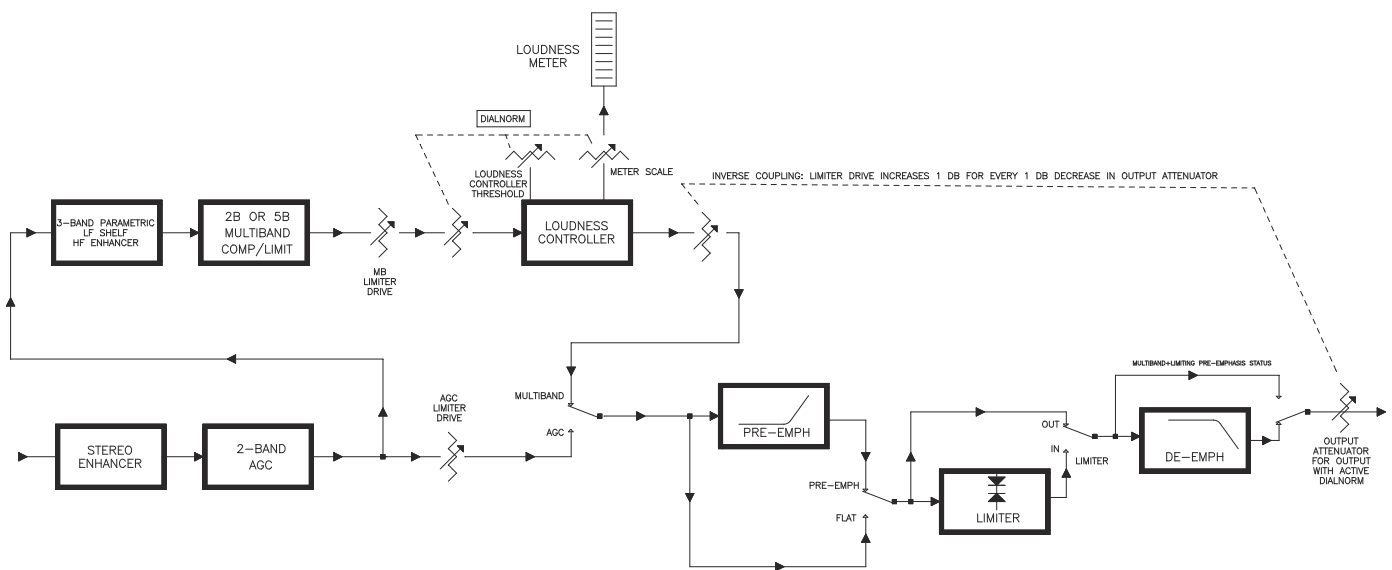 LOUDNESS
METER
DIALNORM
LOUDNESS
CONTROLLER
THRESHOLD
METER SCALE
INVERSE COUPLING: LIMITER DRIVE INCREASES 1 DB FOR EVERY 1 DB DECREASE IN OUTPUT ATTENUATOR
3-BAND PARAMETRIC
LF SHELF
HF ENHANCER
2B OR 5B
MULTIBAND
COMP/LIMIT
MB
LIMITER
DRIVE
LOUDNESS
CONTROLLER
MULTIBAND+LIMITING PRE-EMPHASIS STATUS
AGC
LIMITER
DRIVE
MULTIBAND
AGC
STEREO
ENHANCER
2-BAND
AGC
PRE-EMPH
OUT
IN
LIMITER
DE-EMPH
OUTPUT
ATTENUATOR
FOR OUTPUT
WITH ACTIVE
DIALNORM
PRE-EMPH
FLAT
LIMITER